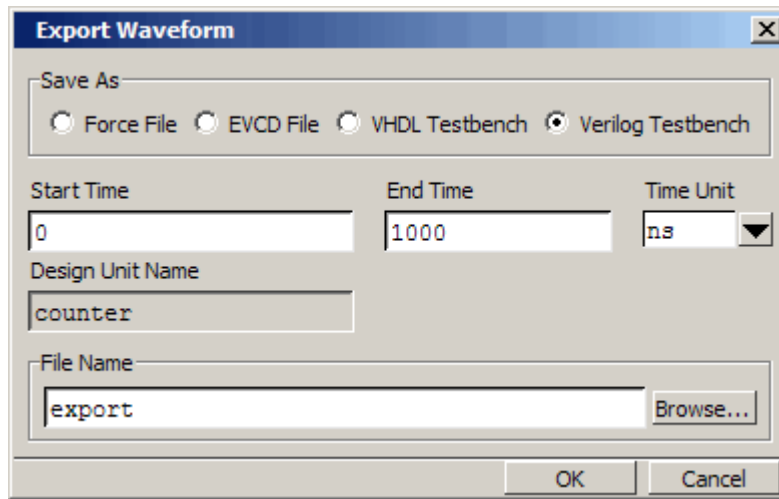 Export Waveform
Save As
Force File EVCD File VHDL Testbench Verilog Testbench
Start Time End Time Time Unit
0 1000 ns
Design Unit Name
counter
File Name
export Browse...
OK Cancel